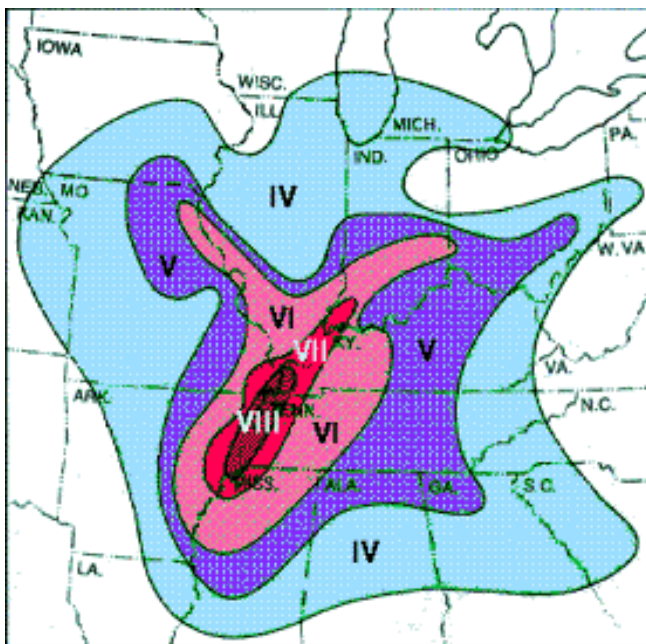 IOWA
WISC.
ILL.
MICH.
PA.
IND.
OHIO
NEB.
MO
KAN.
IV
W.VA
V
VI
VII
KY.
V
VA.
ARK.
N.C.
VIII
TENN.
VI
MISS.
ALA.
GA.
S.C.
IV
LA.